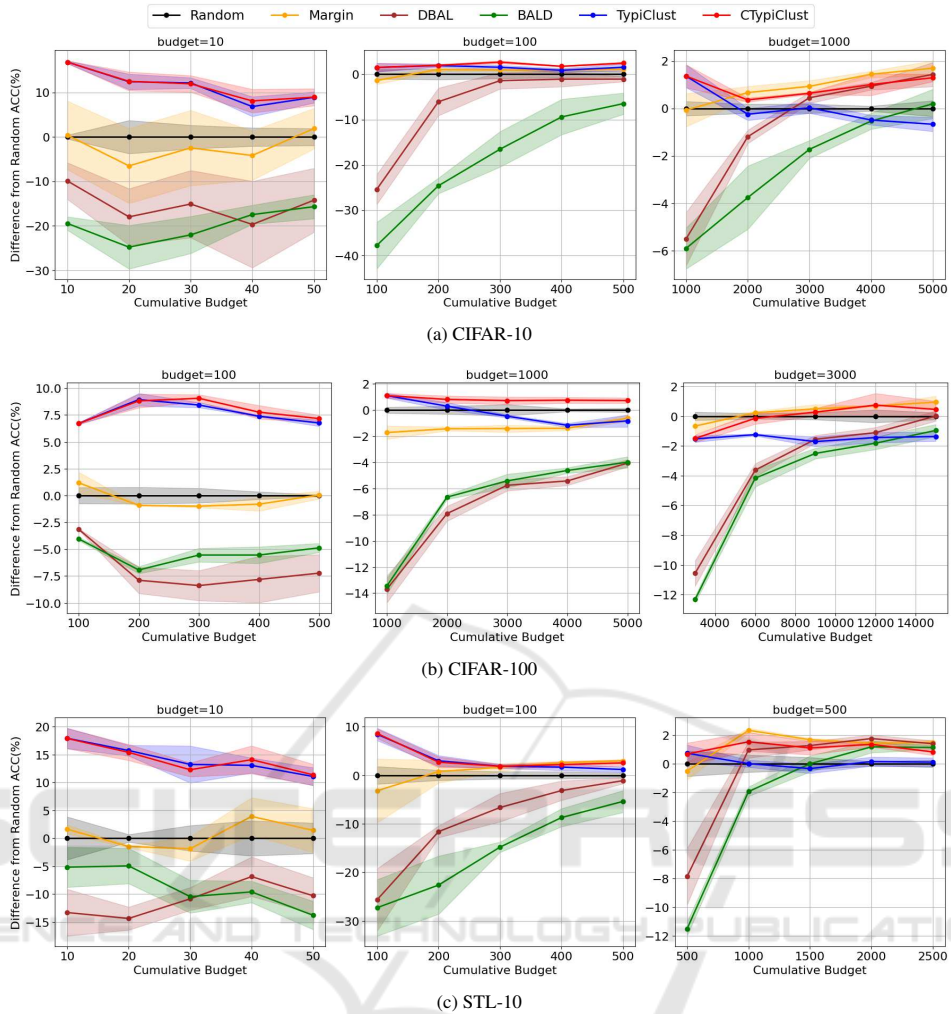 Random Margin DBAL BALD TypiClust CTypiClust
budget=10 budget=100 budget=1000
Difference from Random ACC(%)
10
0
−10
−20
−30
10 20 30 40 50
Cumulative Budget
0
−10
−20
−30
−40
100 200 300 400 500
Cumulative Budget
2
0
−2
−4
−6
1000 2000 3000 4000 5000
Cumulative Budget
(a) CIFAR-10
budget=100 budget=1000 budget=3000
Difference from Random ACC(%)
10.0
7.5
5.0
2.5
0.0
−2.5
−5.0
−7.5
−10.0
100 200 300 400 500
Cumulative Budget
2
0
−2
−4
−6
−8
−10
−12
−14
1000 2000 3000 4000 5000
Cumulative Budget
2
0
−2
−4
−6
−8
−10
−12
4000 6000 8000 10000 12000 14000
Cumulative Budget
(b) CIFAR-100
budget=10 budget=100 budget=500
Difference from Random ACC(%)
20
15
10
5
0
−5
−10
−15
10 20 30 40 50
Cumulative Budget
10
0
−10
−20
−30
100 200 300 400 500
Cumulative Budget
2
0
−2
−4
−6
−8
−10
−12
500 1000 1500 2000 2500
Cumulative Budget
(c) STL-10